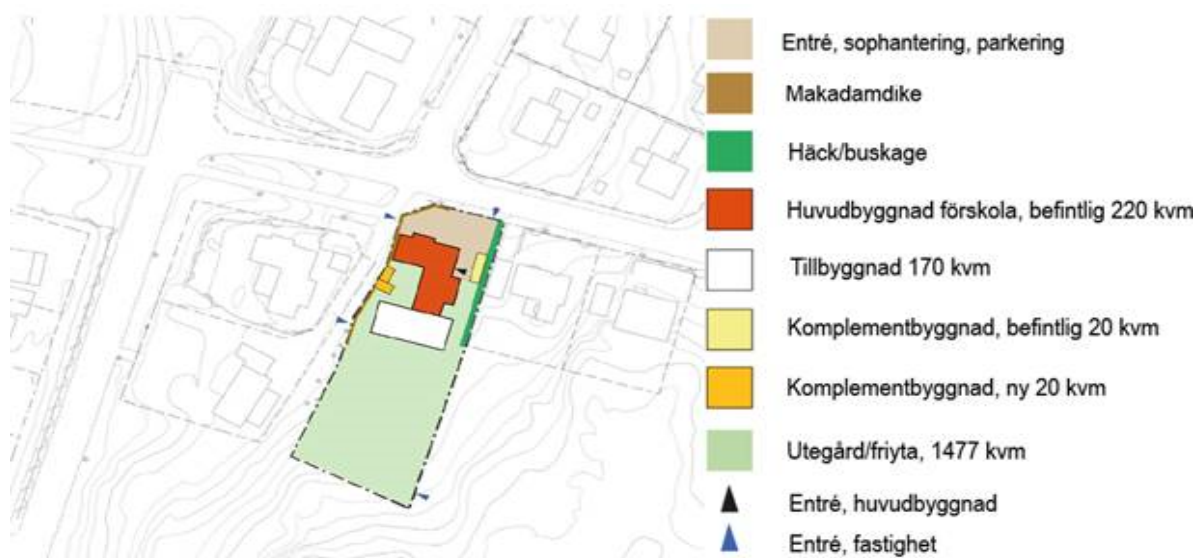 Entré, sophantering, parkering
Makadamdike
Häck/buskage
Huvudbyggnad förskola, befintlig 220 kvm
Tillbyggnad 170 kvm
Komplementbyggnad, befintlig 20 kvm
Komplementbyggnad, ny 20 kvm
Utegård/friyta, 1477 kvm
Entré, huvudbyggnad
Entré, fastighet